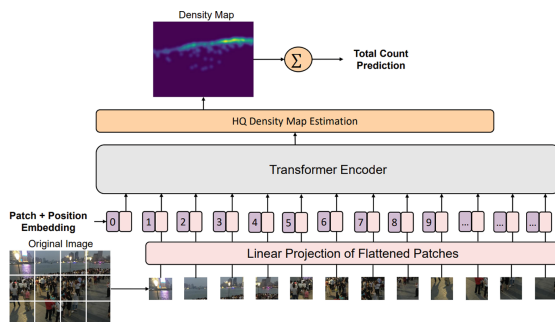 Density Map
Σ
Total Count
Prediction
HQ Density Map Estimation
Transformer Encoder
Patch + Position
Embedding
0 1 2 3 4 5 6 7 8 9 ... ... ...
Original Image
Linear Projection of Flattened Patches